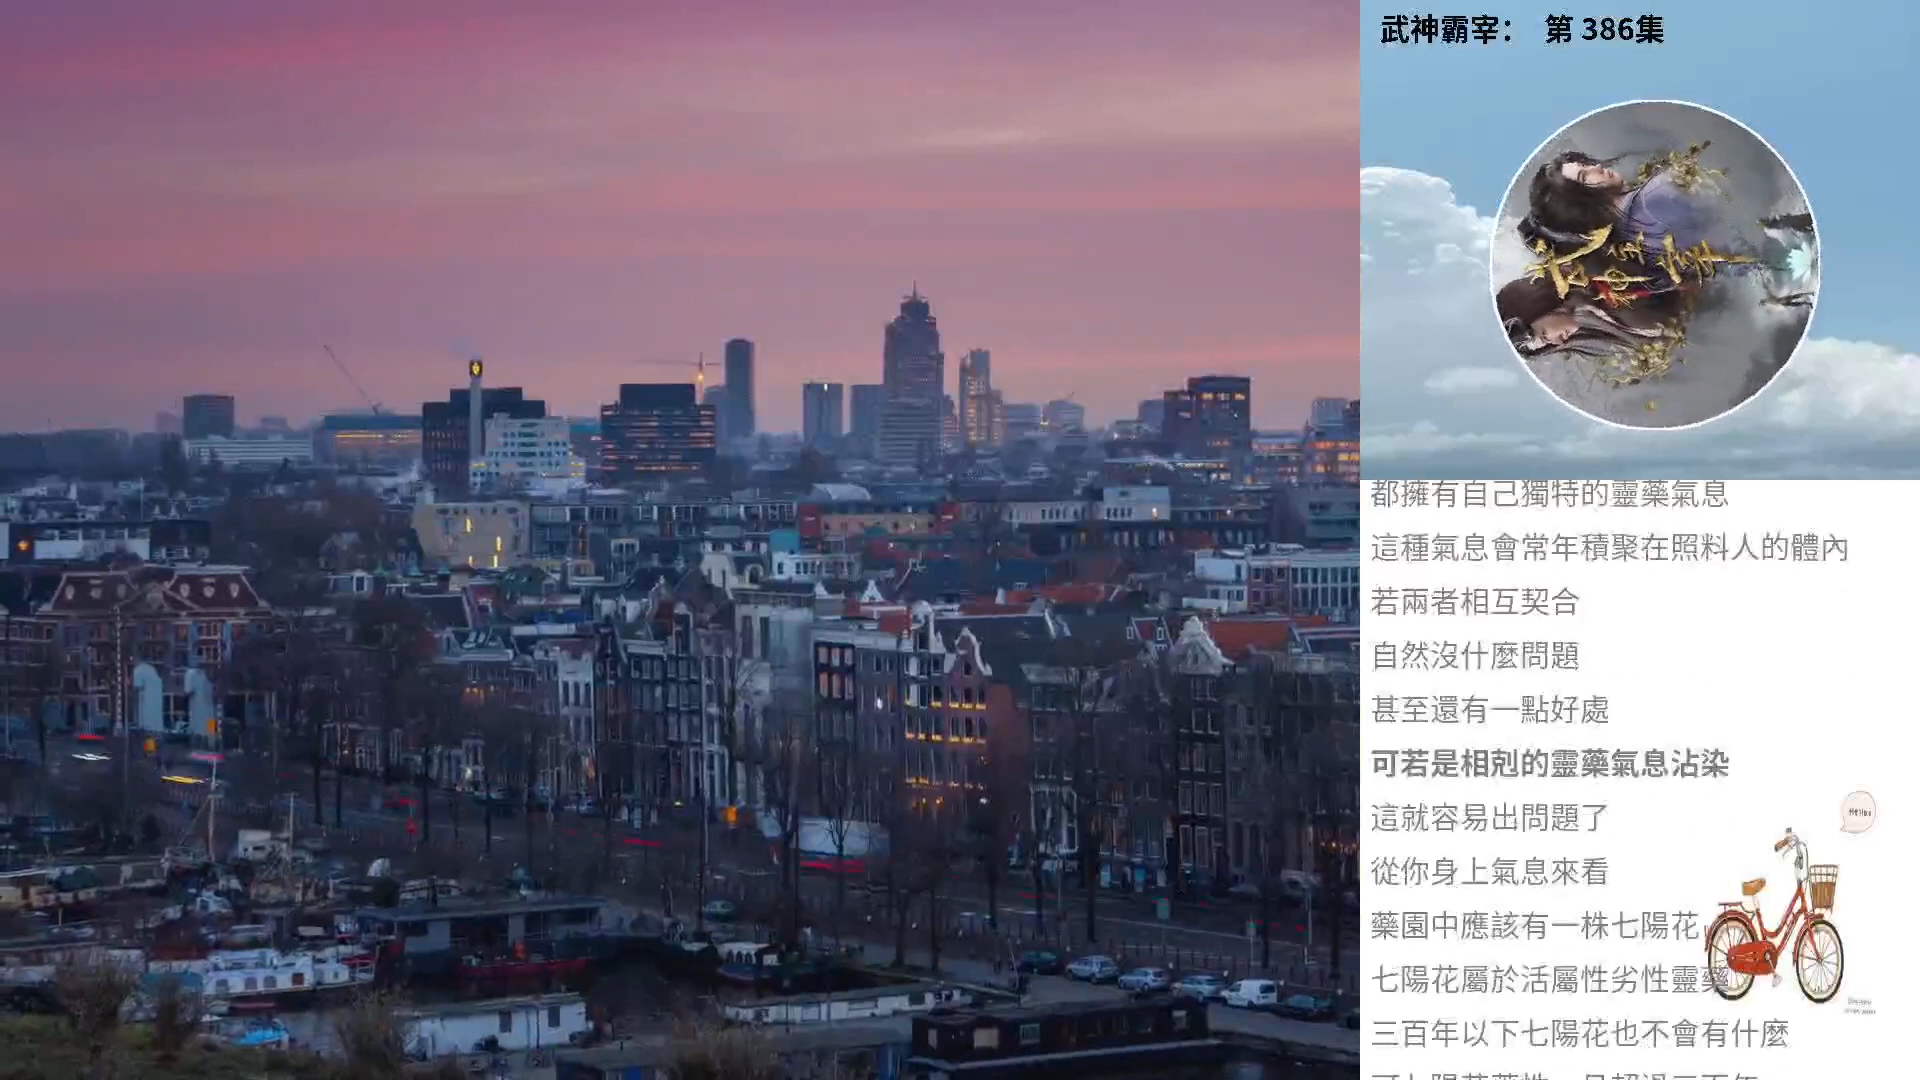 武神霸宰： 第 386集
都擁有自己獨特的靈藥氣息
這種氣息會常年積聚在照料人的體內
若兩者相互契合
自然沒什麼問題
甚至還有一點好處
可若是相剋的靈藥氣息沾染
這就容易出問題了
Hello
從你身上氣息來看
藥園中應該有一株七陽花
七陽花屬於活屬性劣性靈藥
三百年以下七陽花也不會有什麼